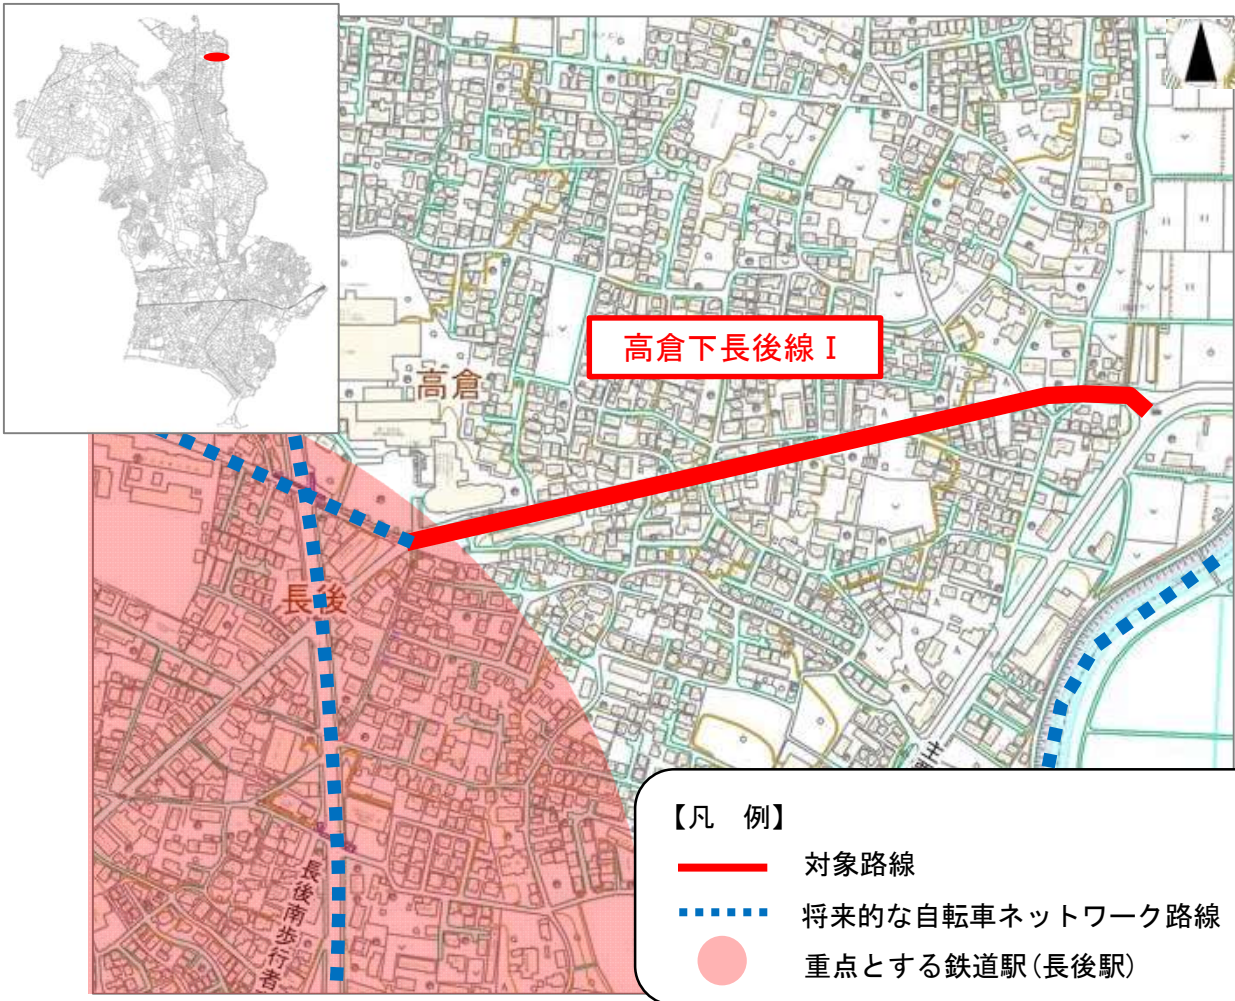 高倉下長後線Ⅰ
高倉
長後
長後南歩行者
【凡　例】
対象路線
将来的な自転車ネットワーク路線
重点とする鉄道駅(長後駅)